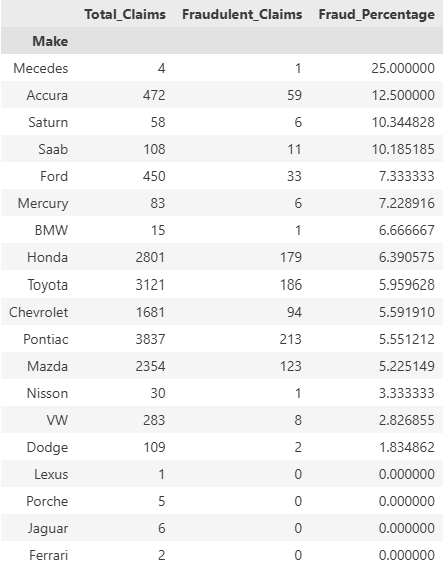 Total_Claims Fraudulent_Claims Fraud_Percentage
Make
Mecedes 4 1 25.000000
Accura 472 59 12.500000
Saturn 58 6 10.344828
Saab 108 11 10.185185
Ford 450 33 7.333333
Mercury 83 6 7.228916
BMW 15 1 6.666667
Honda 2801 179 6.390575
Toyota 3121 186 5.959628
Chevrolet 1681 94 5.591910
Pontiac 3837 213 5.551212
Mazda 2354 123 5.225149
Nisson 30 1 3.333333
VW 283 8 2.826855
Dodge 109 2 1.834862
Lexus 1 0 0.000000
Porche 5 0 0.000000
Jaguar 6 0 0.000000
Ferrari 2 0 0.000000